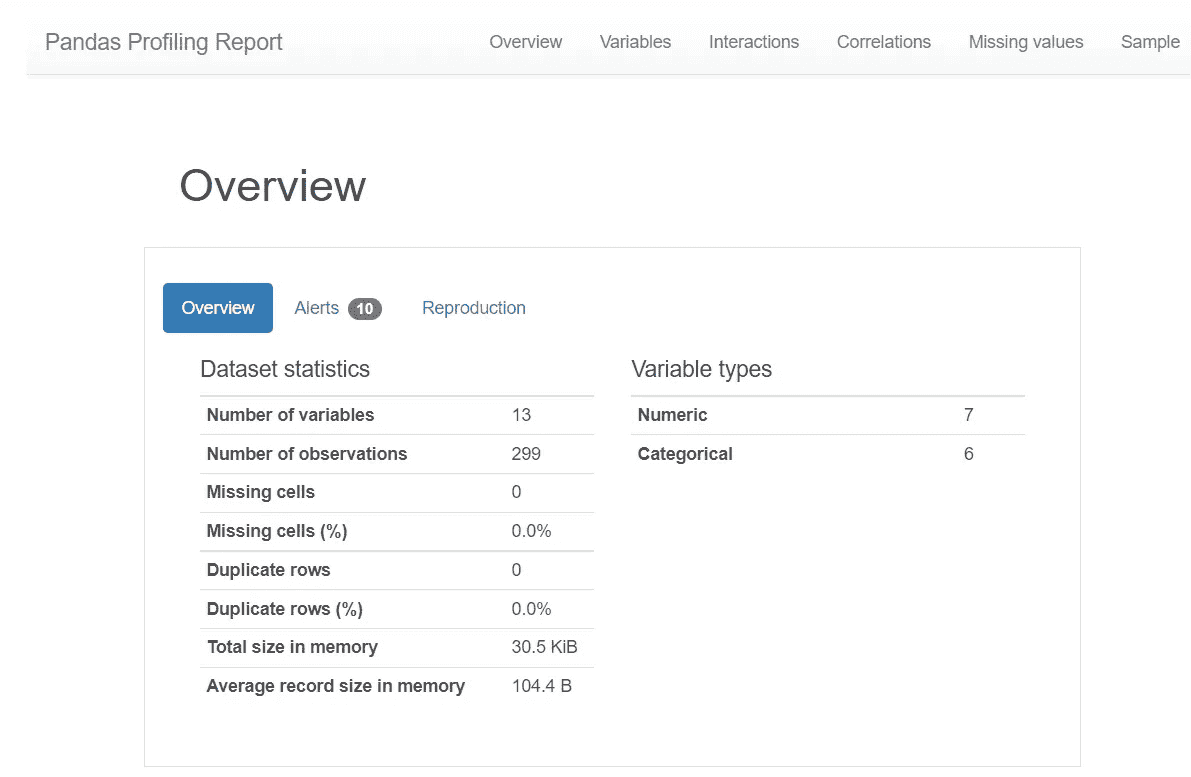 Pandas Profiling Report Overview Variables Interactions Correlations Missing values Sample
Overview
Overview Alerts 10 Reproduction
Dataset statistics
Number of variables 13
Number of observations 299
Missing cells 0
Missing cells (%) 0.0%
Duplicate rows 0
Duplicate rows (%) 0.0%
Total size in memory 30.5 KiB
Average record size in memory 104.4 B
Variable types
Numeric 7
Categorical 6